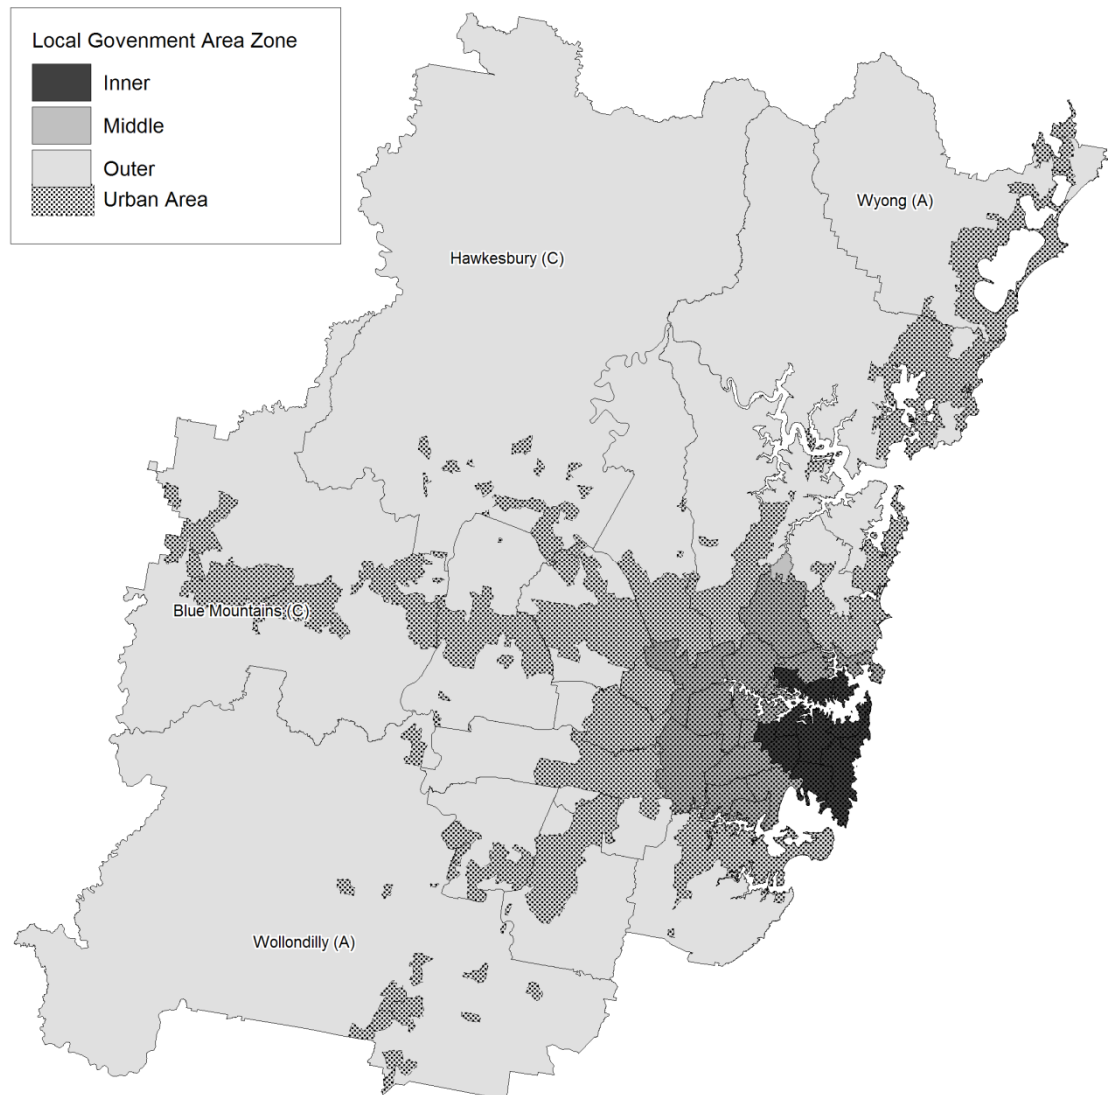 Local Govenment Area Zone
Inner
Middle
Outer
Urban Area
Wyong (A)
Hawkesbury (C)
Blue Mountains (C)
Wollondilly (A)